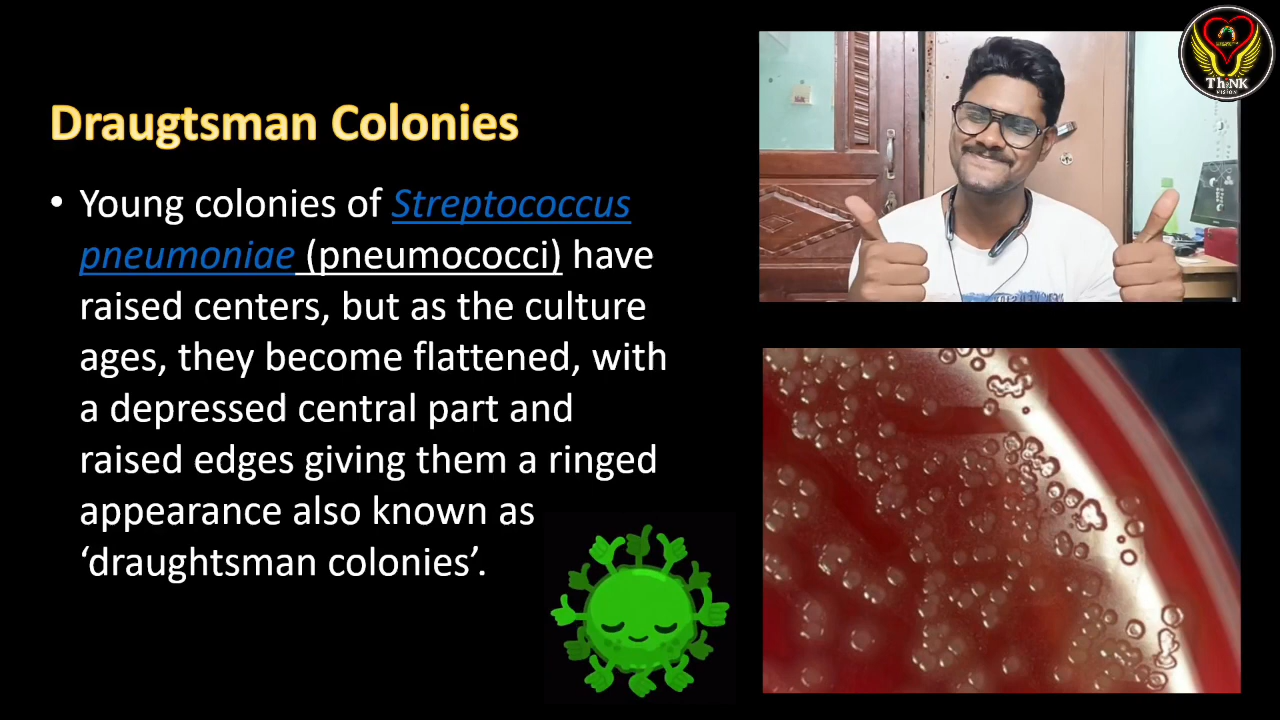 Draugtsman Colonies
• Young colonies of Streptococcus
pneumoniae (pneumococci) have
raised centers, but as the culture
ages, they become flattened, with
a depressed central part and
raised edges giving them a ringed
appearance also known as
‘draughtsman colonies’.
ThiNK
VISION